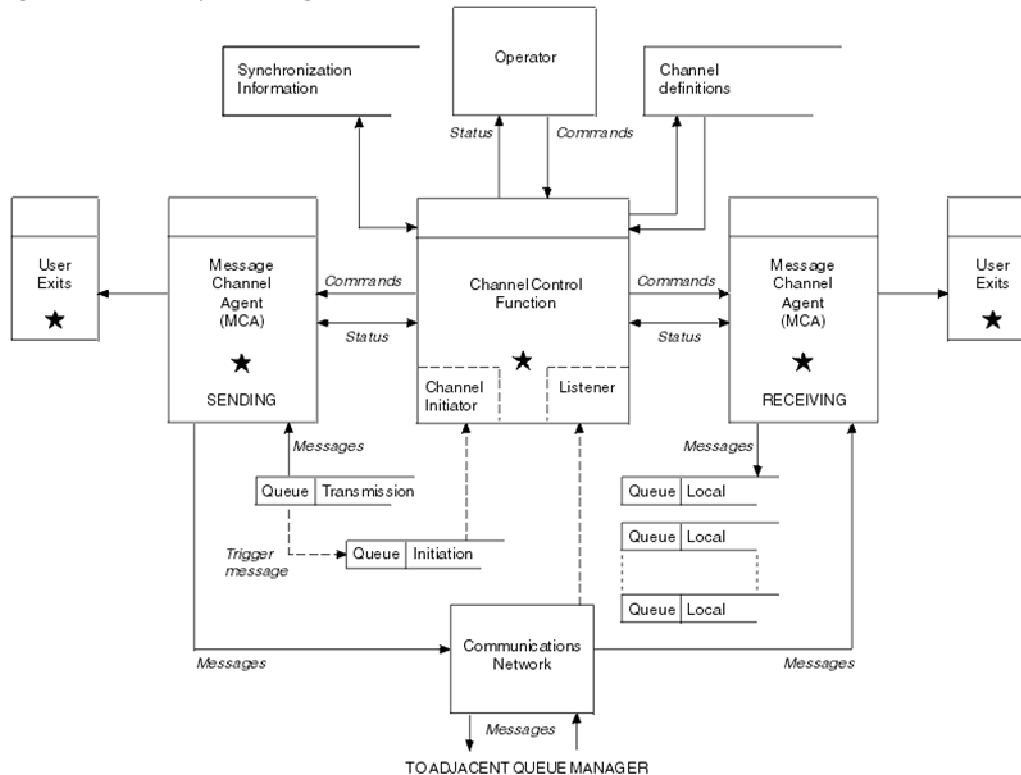 Synchronization
Information
Operator
Channel
definitions
Status
Commands
User
Exits
Message
Channel
Agent
(MCA)
SENDING
Commands
Status
Channel Control
Function
Channel
Initiator
Listener
Commands
Status
Message
Channel
Agent
(MCA)
RECEIVING
User
Exits
Messages
Queue Transmission
Trigger
message
Queue Initiation
Messages
Queue Local
Queue Local
Queue Local
Messages
Communications
Network
Messages
Messages
TO ADJACENT QUEUE MANAGER